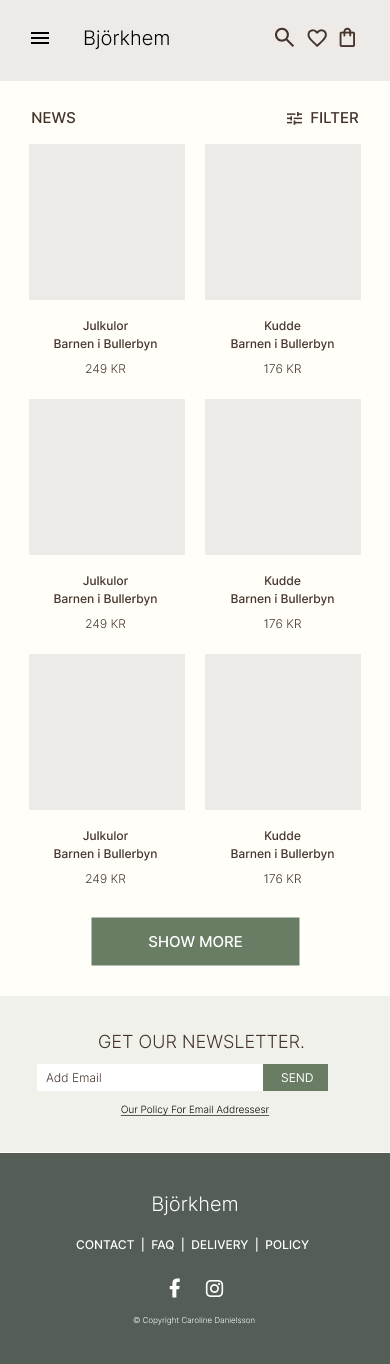 Björkhem
NEWS
FILTER
Julkulor
Barnen i Bullerbyn
249 KR
Kudde
Barnen i Bullerbyn
176 KR
Julkulor
Barnen i Bullerbyn
249 KR
Kudde
Barnen i Bullerbyn
176 KR
Julkulor
Barnen i Bullerbyn
249 KR
Kudde
Barnen i Bullerbyn
176 KR
SHOW MORE
GET OUR NEWSLETTER.
Add Email
SEND
Our Policy For Email Addressesr
Björkhem
CONTACT | FAQ | DELIVERY | POLICY
© Copyright Caroline Danielsson